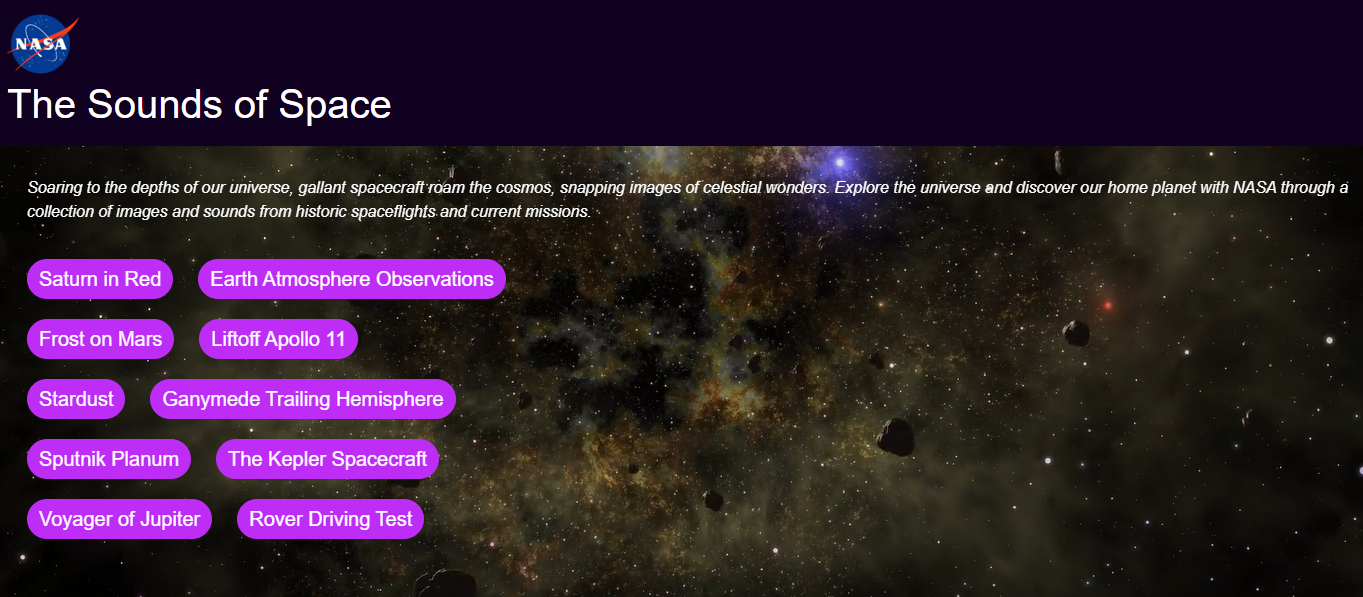 NASA
The Sounds of Space
Soaring to the depths of our universe, gallant spacecraft roam the cosmos, snapping images of celestial wonders. Explore the universe and discover our home planet with NASA through a
collection of images and sounds from historic spaceflights and current missions.
Saturn in Red Earth Atmosphere Observations
Frost on Mars Liftoff Apollo 11
Stardust Ganymede Trailing Hemisphere
Sputnik Planum The Kepler Spacecraft
Voyager of Jupiter Rover Driving Test